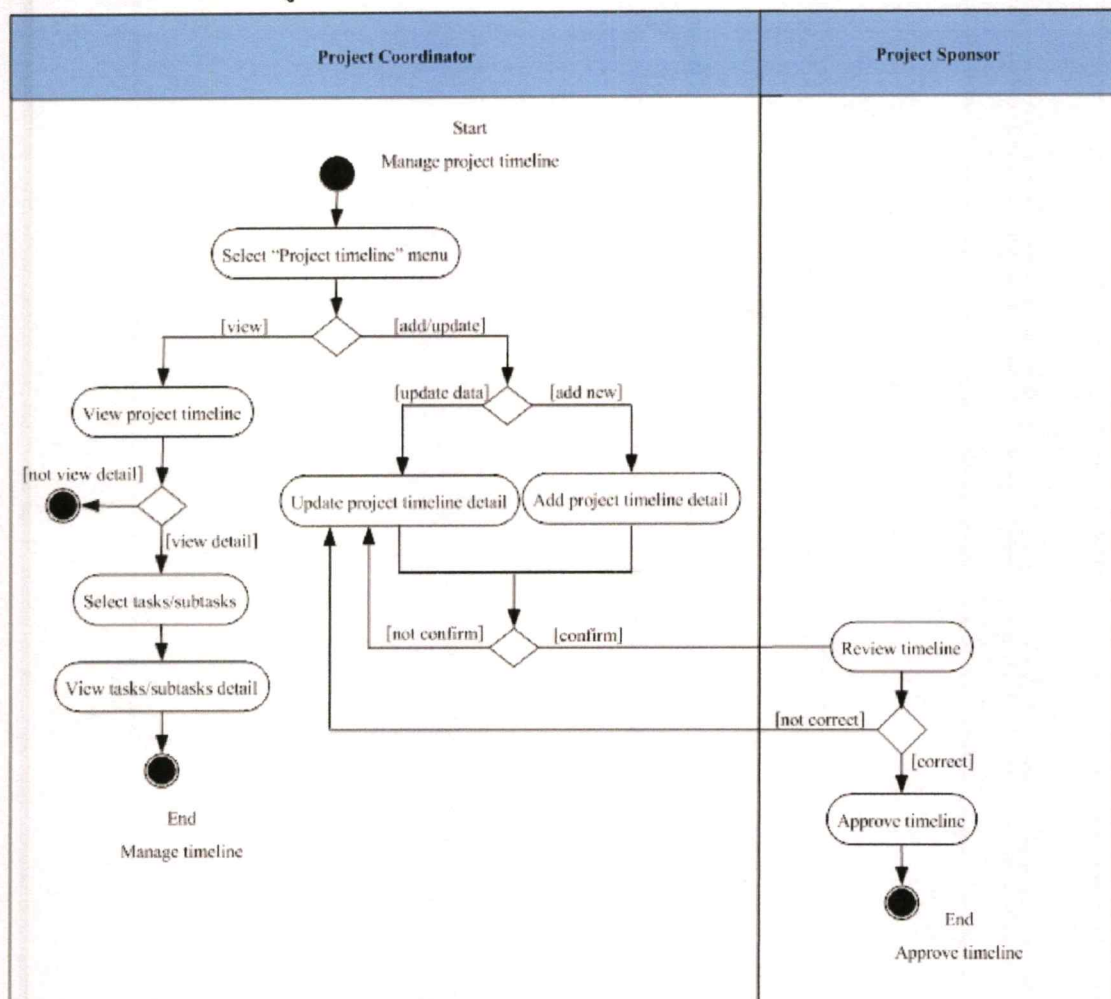 Project Coordinator
Project Sponsor
Start
Manage project timeline
Select “Project timeline” menu
[view]
[add/update]
[update data]
[add new]
View project timeline
[not view detail]
Update project timeline detail
Add project timeline detail
[view detail]
Select tasks/subtasks
[not confirm]
[confirm]
Review timeline
View tasks/subtasks detail
[not correct]
[correct]
End
Manage timeline
Approve timeline
End
Approve timeline